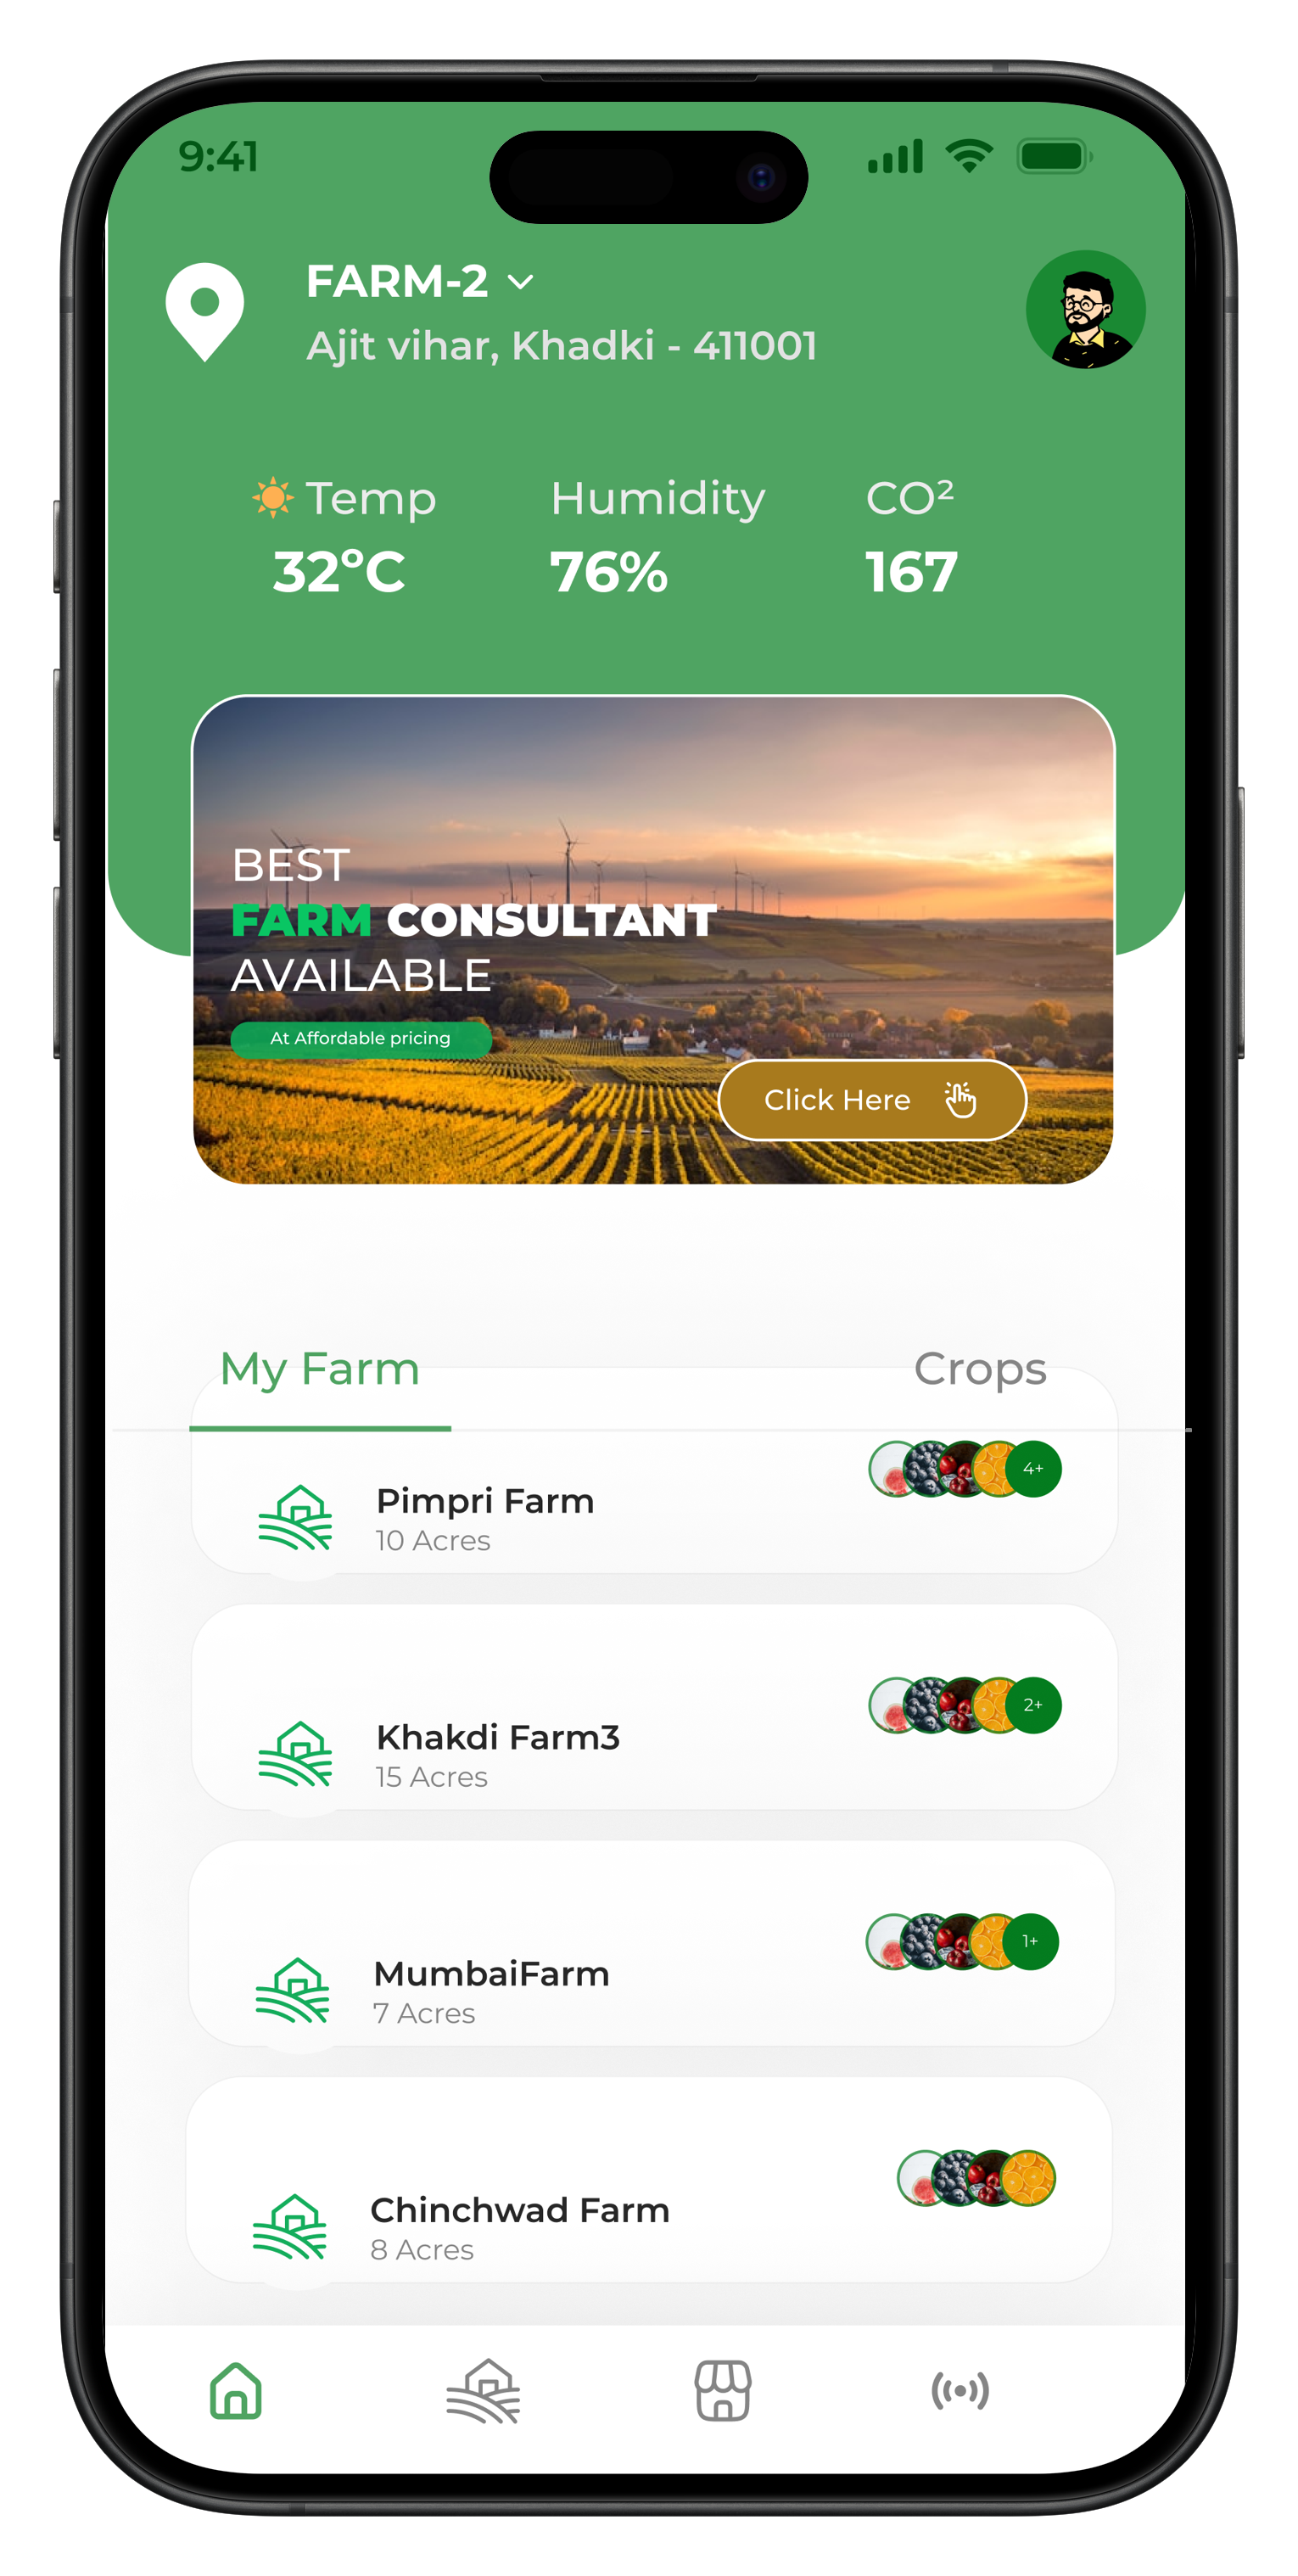 9:41
FARM-2
Ajit vihar, Khadki - 411001
Temp Humidity CO²
32°C 76% 167
BEST
FARM CONSULTANT
AVAILABLE
At Affordable pricing
Click Here
My Farm Crops
4+
Pimpri Farm
10 Acres
2+
Khakdi Farm3
15 Acres
1+
MumbaiFarm
7 Acres
Chinchwad Farm
8 Acres